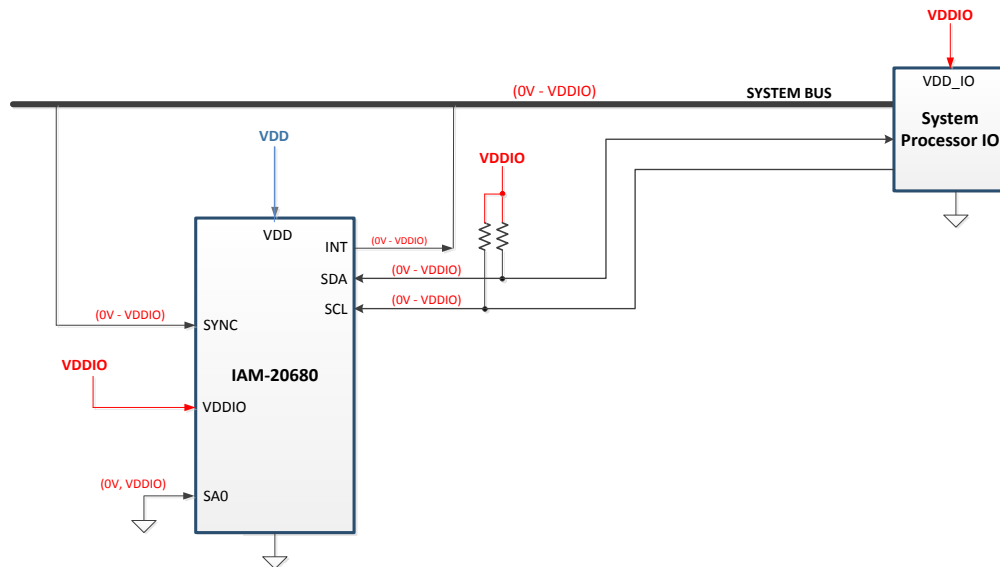 VDDIO
VDD_IO
(0V - VDDIO)
SYSTEM BUS
System
Processor IO
VDD
VDDIO
VDD
INT
(0V - VDDIO)
SDA
(0V - VDDIO)
SCL
(0V - VDDIO)
(0V - VDDIO)
SYNC
IAM-20680
VDDIO
VDDIO
(0V, VDDIO)
SA0